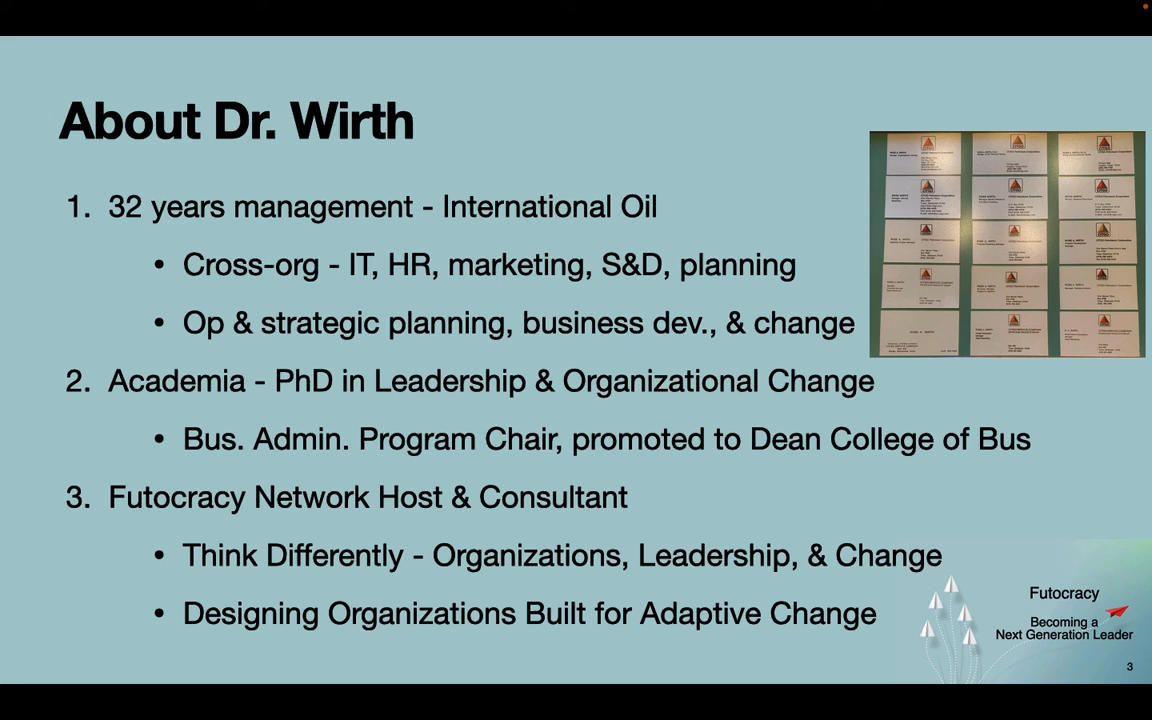 About Dr. Wirth
1. 32 years management - International Oil
• Cross-org - IT, HR, marketing, S&D, planning
• Op & strategic planning, business dev., & change
2. Academia - PhD in Leadership & Organizational Change
• Bus. Admin. Program Chair, promoted to Dean College of Bus
3. Futocracy Network Host & Consultant
• Think Differently - Organizations, Leadership, & Change
• Designing Organizations Built for Adaptive Change
Futocracy
Becoming a
Next Generation Leader
3